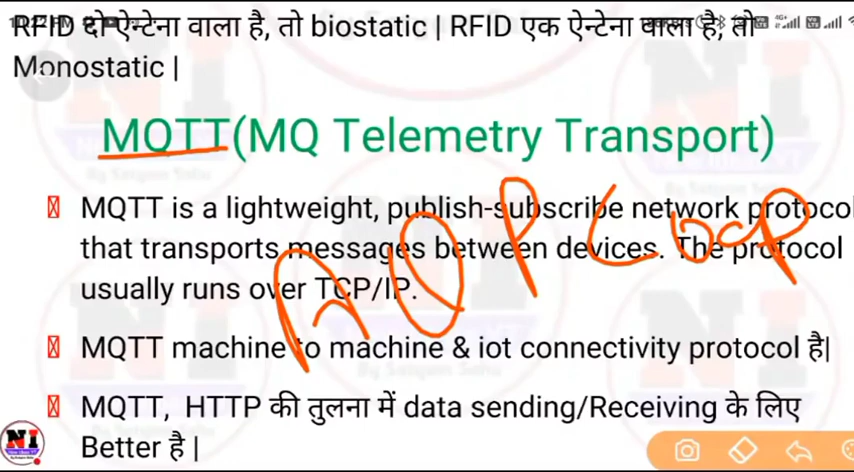 RFID दो ऐन्टेना वाला है, तो biostatic | RFID एक ऐन्टेना वाला है, तो
Monostatic |
MQTT(MQ Telemetry Transport)
MQTT is a lightweight, publish-subscribe network protocol
that transports messages between devices. The protocol
usually runs over TCP/IP.
MQTT machine to machine & iot connectivity protocol है|
MQTT, HTTP की तुलना में data sending/Receiving के लिए
Better है |
NI